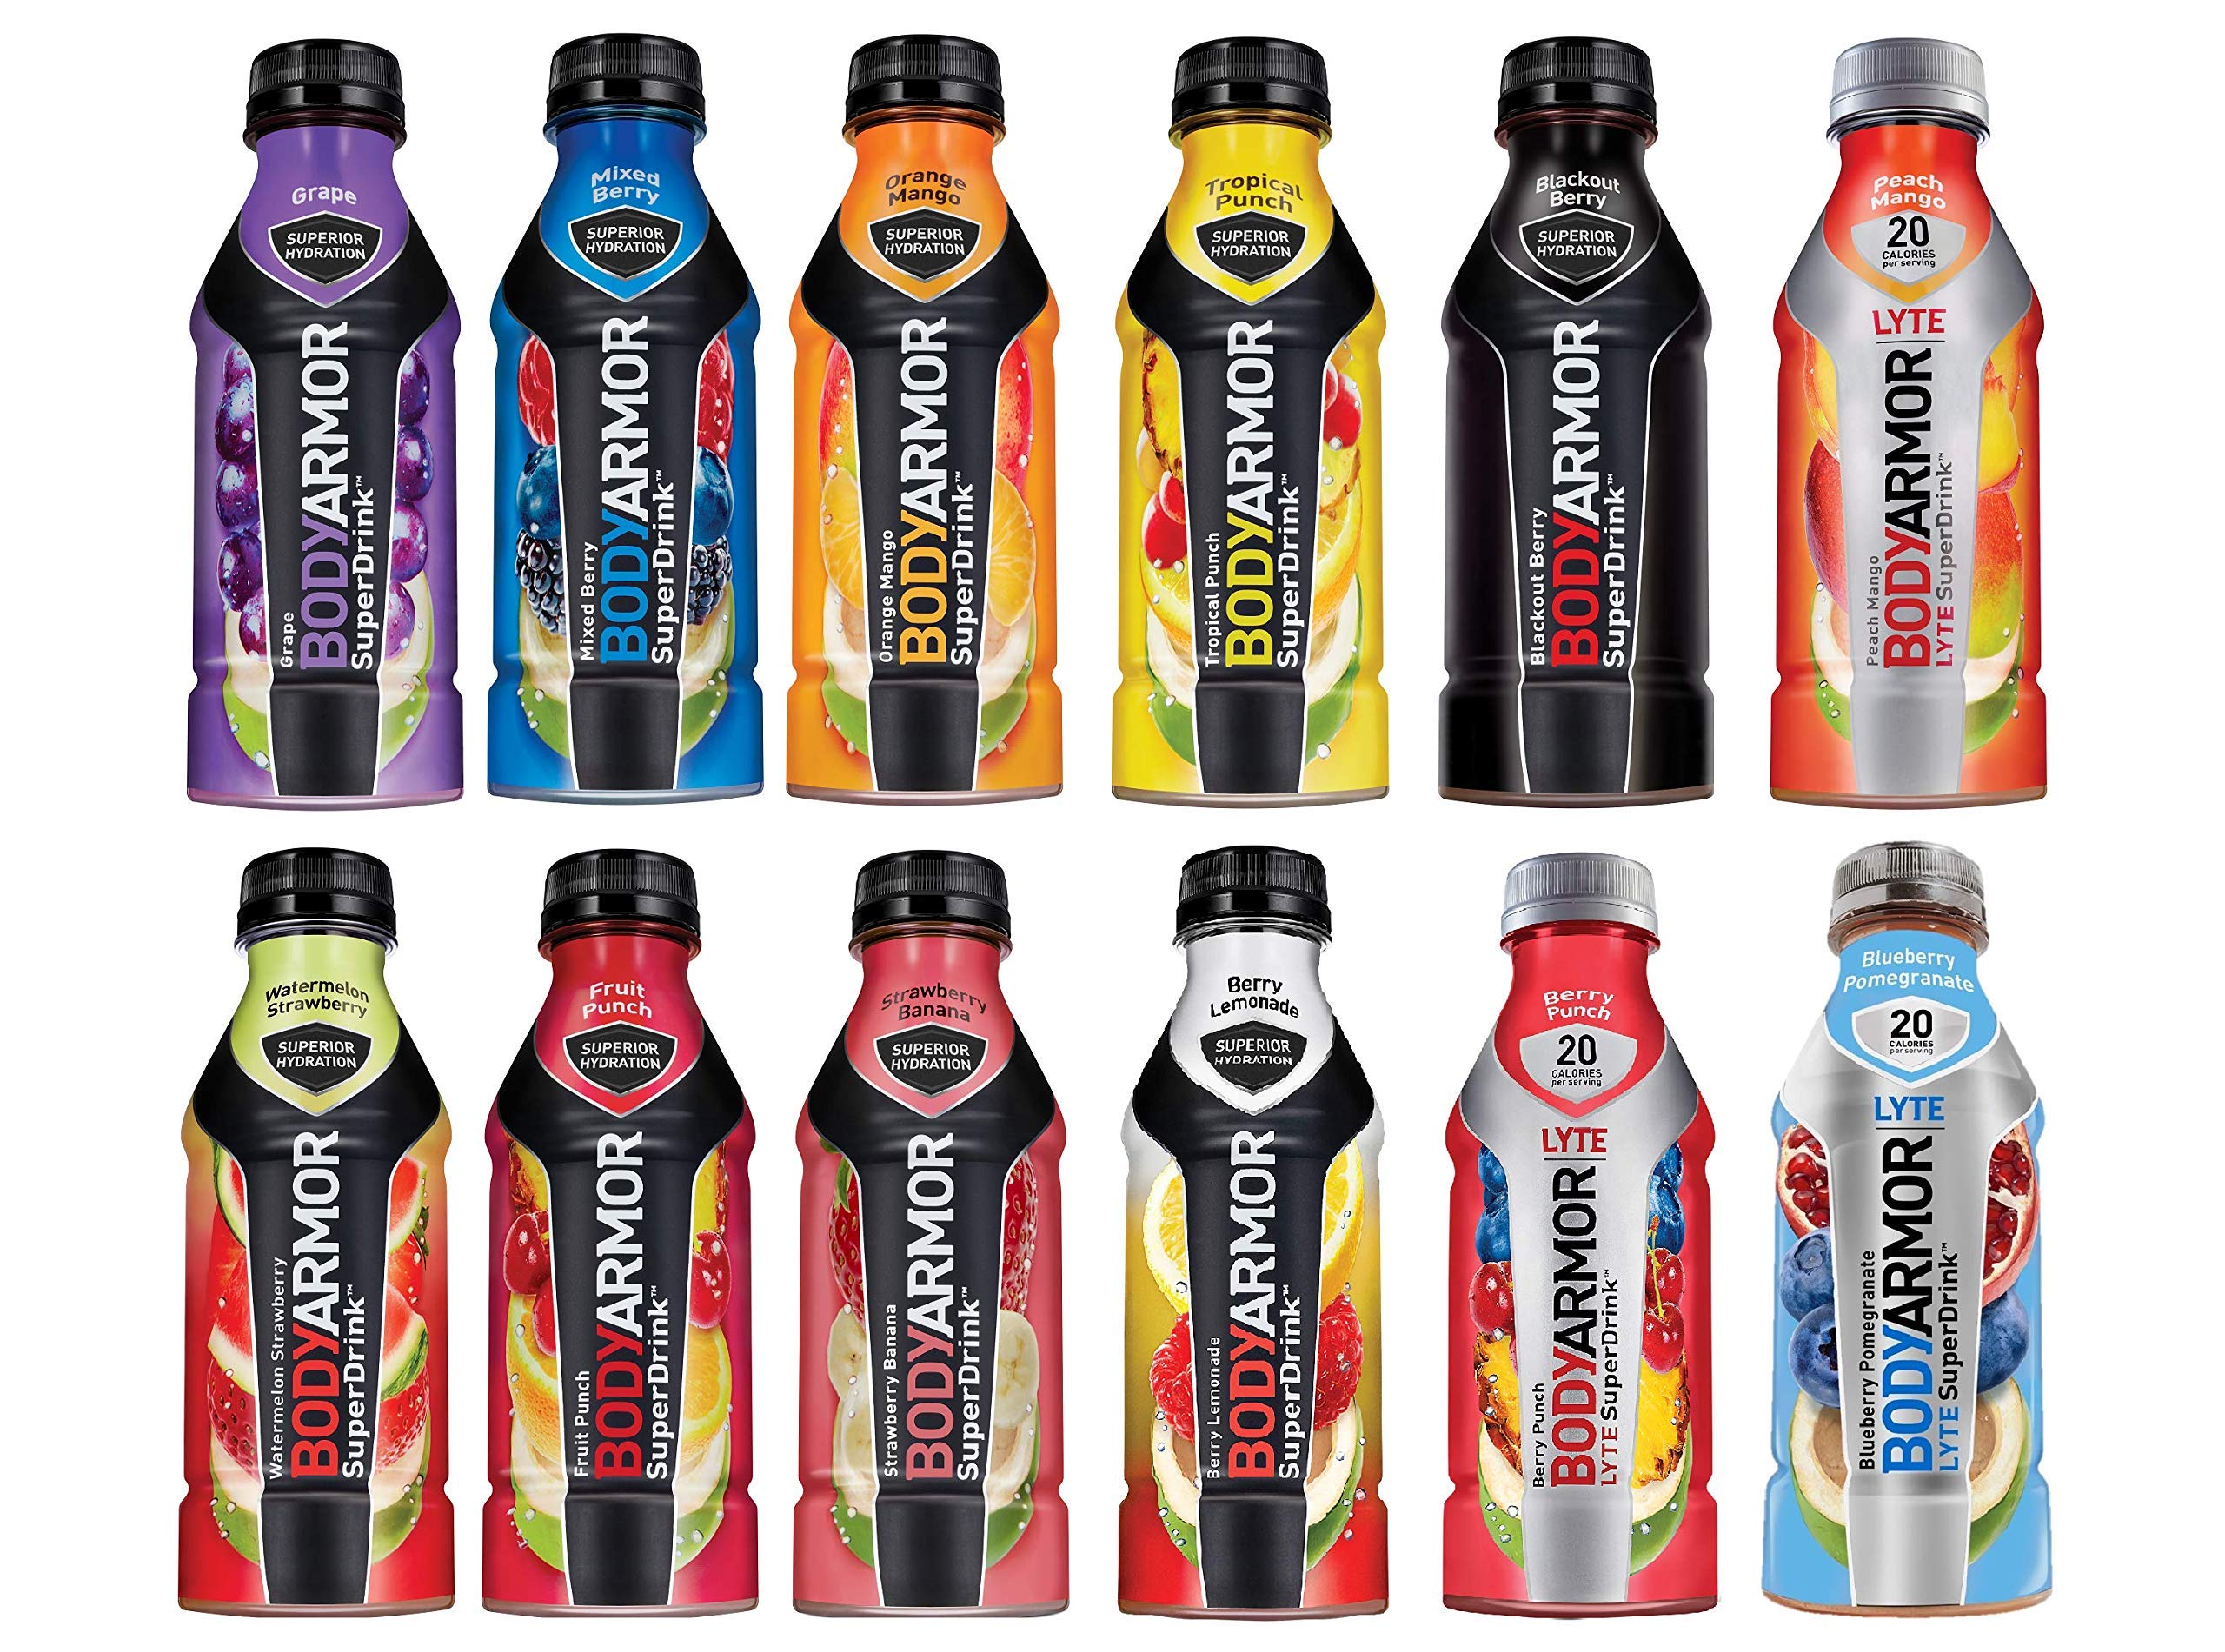 Grape
SUPERIOR
HYDRATION
Grape
BODYARMOR
SuperDrink™
Mixed
Berry
SUPERIOR
HYDRATION
Mixed Berry
BODYARMOR
SuperDrink™
Orange
Mango
SUPERIOR
HYDRATION
Orange Mango
BODYARMOR
SuperDrink™
Tropical
Punch
SUPERIOR
HYDRATION
Tropical Punch
BODYARMOR
SuperDrink™
Blackout
Berry
SUPERIOR
HYDRATION
Blackout Berry
BODYARMOR
SuperDrink™
Peach
Mango
20
CALORIES
per serving
LYTE
Peach Mango
BODYARMOR
LYTE SuperDrink™
Watermelon
Strawberry
SUPERIOR
HYDRATION
Watermelon Strawberry
BODYARMOR
SuperDrink™
Fruit
Punch
SUPERIOR
HYDRATION
Fruit Punch
BODYARMOR
SuperDrink™
Strawberry
Banana
SUPERIOR
HYDRATION
Strawberry Banana
BODYARMOR
SuperDrink™
Berry
Lemonade
SUPERIOR
HYDRATION
Berry Lemonade
BODYARMOR
SuperDrink™
Berry
Punch
20
CALORIES
per serving
LYTE
Berry Punch
BODYARMOR
LYTE SuperDrink™
Blueberry
Pomegranate
20
CALORIES
per serving
LYTE
Blueberry Pomegranate
BODYARMOR
LYTE SuperDrink™